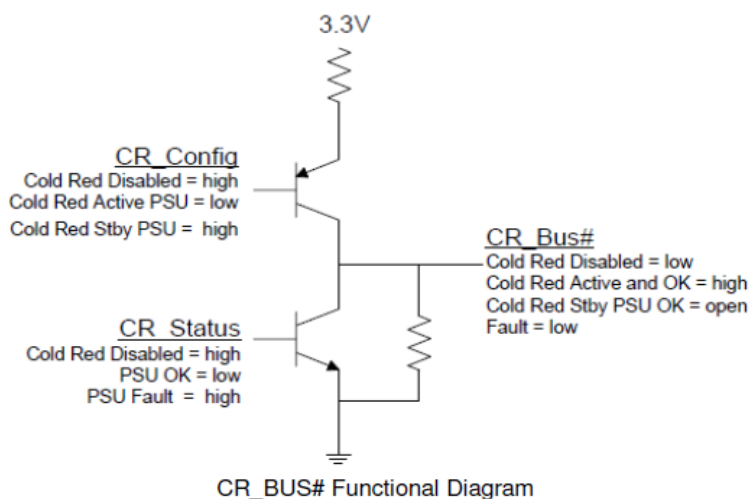 3.3V
CR_Config
Cold Red Disabled = high
Cold Red Active PSU = low
Cold Red Stby PSU = high
CR_Bus#
Cold Red Disabled = low
Cold Red Active and OK = high
Cold Red Stby PSU OK = open
Fault = low
CR_Status
Cold Red Disabled = high
PSU OK = low
PSU Fault = high
CR_BUS# Functional Diagram